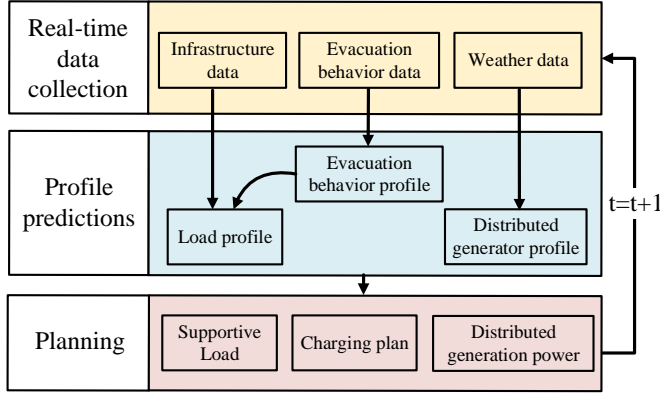 Real-time
data
collection
Infrastructure
data
Evacuation
behavior data
Weather data
Profile
predictions
Evacuation
behavior profile
Load profile
Distributed
generator profile
t=t+1
Planning
Supportive
Load
Charging plan
Distributed
generation power